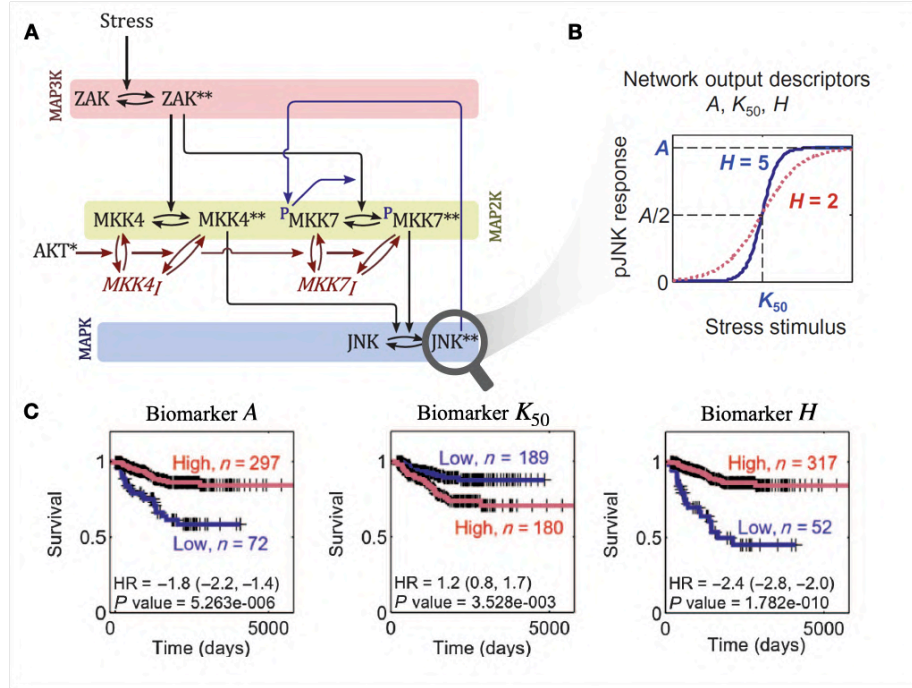 A
Stress
MAP3K
ZAK ZAK**
MKK4 MKK4** PMKK7 PMKK7**
MAP2K
AKT*
MKK4I MKK7I
MAPK
JNK JNK**
B
Network output descriptors
A, K50, H
pJNK response
A
A/2
0
H = 5
H = 2
K50
Stress stimulus
C
Biomarker A
Survival
1
0.5
0
High, n = 297
Low, n = 72
HR = −1.8 (−2.2, −1.4)
P value = 5.263e-006
0 5000
Time (days)
Biomarker K50
Survival
1
0.5
0
Low, n = 189
High, n = 180
HR = 1.2 (0.8, 1.7)
P value = 3.528e-003
0 5000
Time (days)
Biomarker H
Survival
1
0.5
0
High, n = 317
Low, n = 52
HR = −2.4 (−2.8, −2.0)
P value = 1.782e-010
0 5000
Time (days)